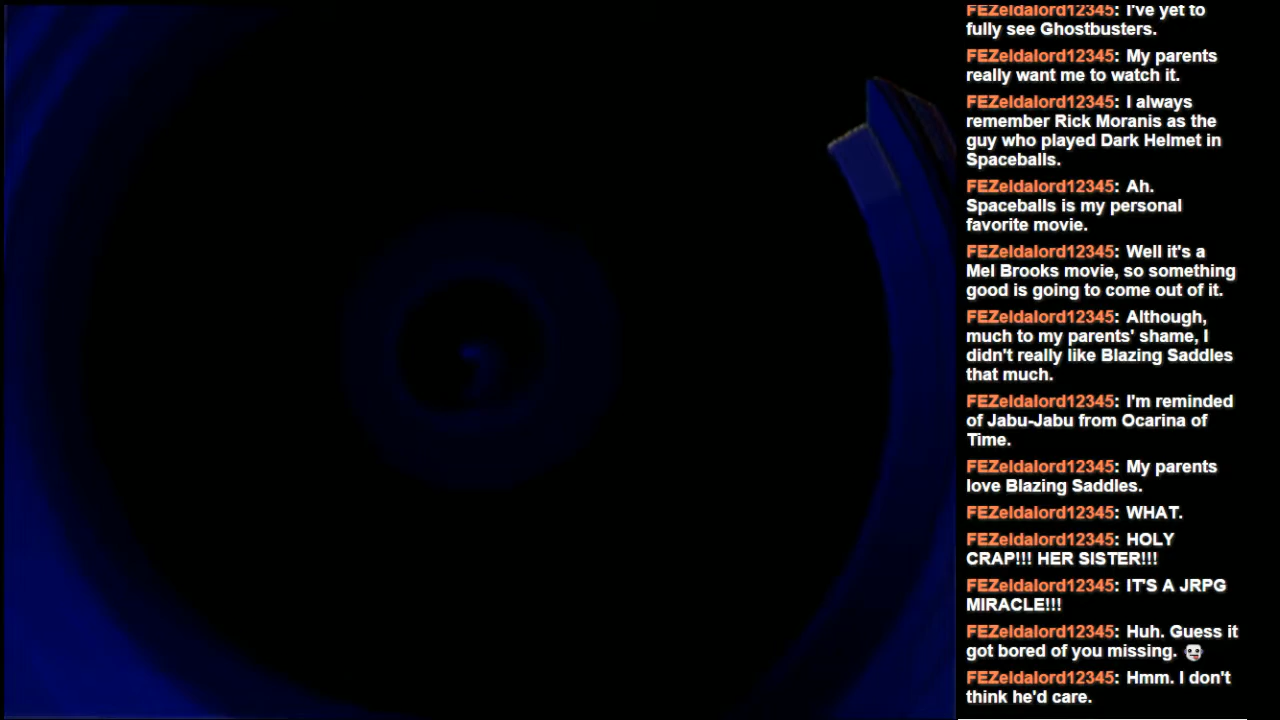 FEZeldalord12345: I've yet to
fully see Ghostbusters.
FEZeldalord12345: My parents
really want me to watch it.
FEZeldalord12345: I always
remember Rick Moranis as the
guy who played Dark Helmet in
Spaceballs.
FEZeldalord12345: Ah.
Spaceballs is my personal
favorite movie.
FEZeldalord12345: Well it's a
Mel Brooks movie, so something
good is going to come out of it.
FEZeldalord12345: Although,
much to my parents' shame, I
didn't really like Blazing Saddles
that much.
FEZeldalord12345: I'm reminded
of Jabu-Jabu from Ocarina of
Time.
FEZeldalord12345: My parents
love Blazing Saddles.
FEZeldalord12345: WHAT.
FEZeldalord12345: HOLY
CRAP!!! HER SISTER!!!
FEZeldalord12345: IT'S A JRPG
MIRACLE!!!
FEZeldalord12345: Huh. Guess it
got bored of you missing.
FEZeldalord12345: Hmm. I don't
think he'd care.